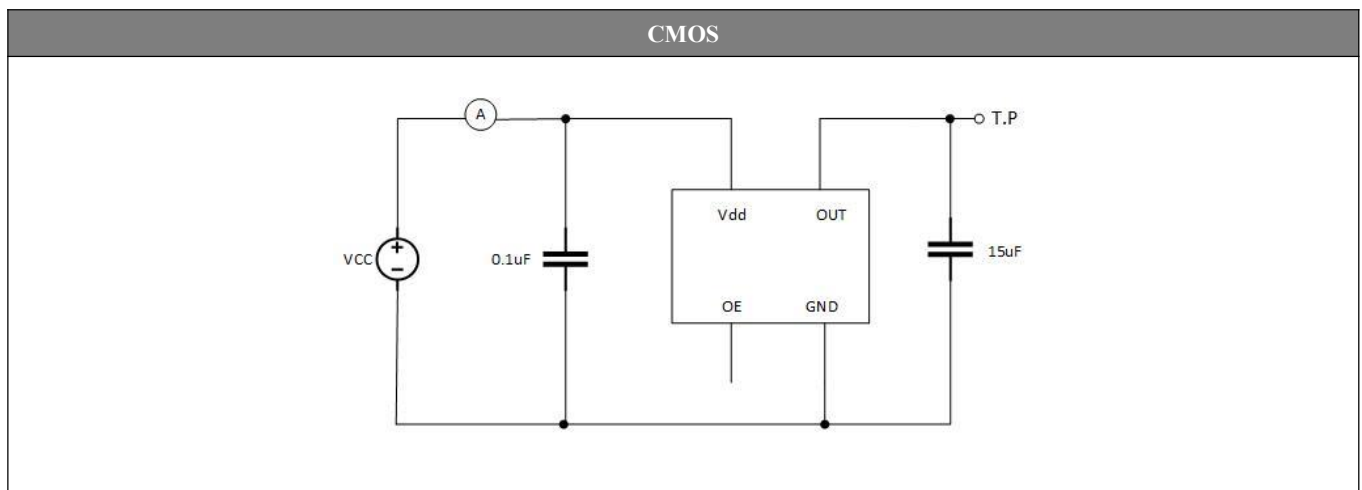 CMOS
A
T.P
Vdd
OUT
VCC
0.1uF
15uF
OE
GND